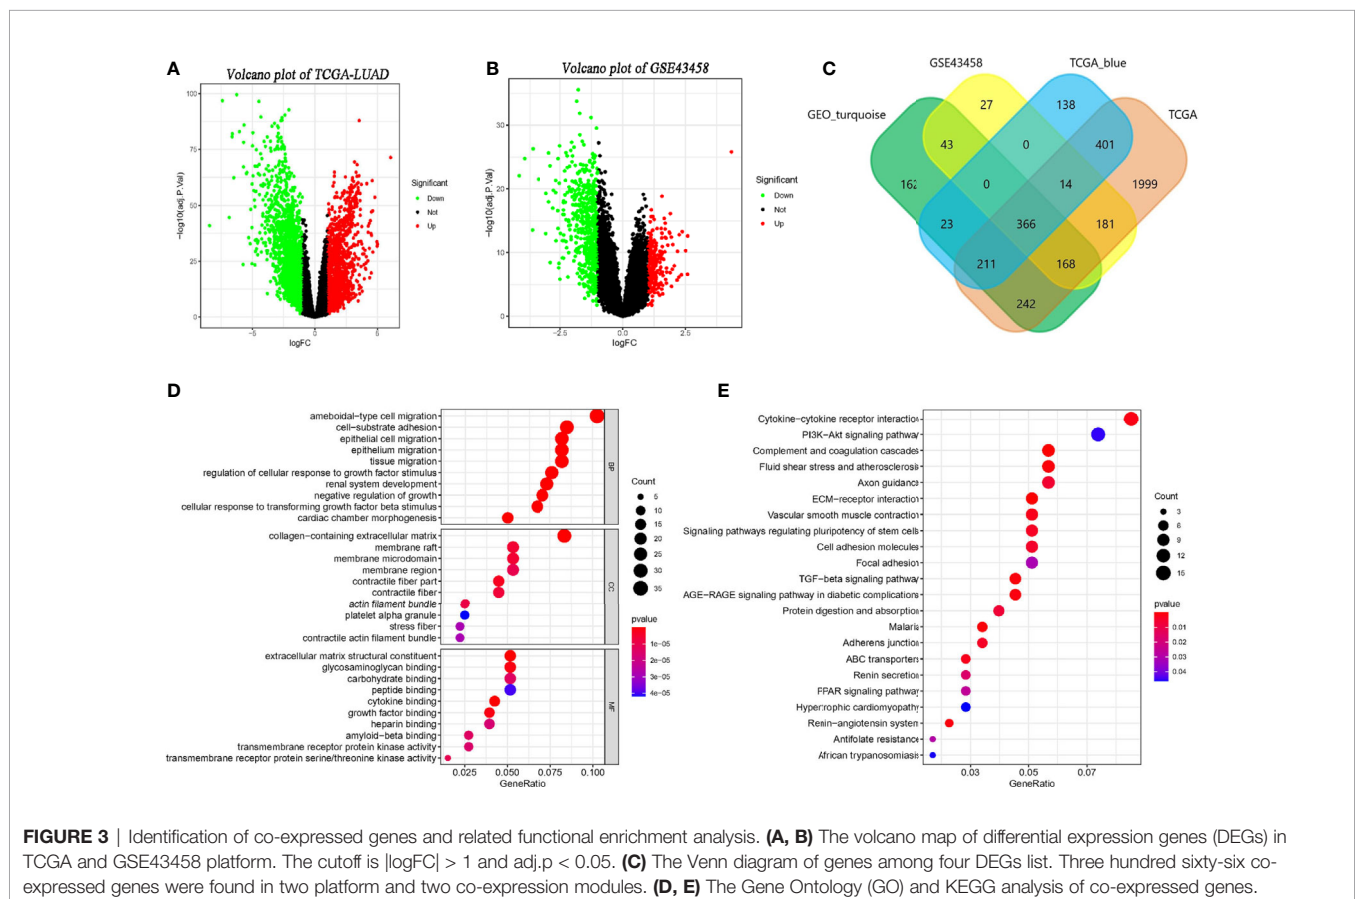 A
Volcano plot of TCGA-LUAD
100
75
50
25
0
-log10(adj.P.Val)
-5
0
5
logFC
Significant
Down
Not
Up
B
Volcano plot of GSE43458
30
20
10
0
-log10(adj.P.Val)
-2.5
0.0
2.5
5.0
logFC
Significant
Down
Not
Up
C
GSE43458
TCGA_blue
GEO_turquoise
TCGA
27
138
43
0
401
162
0
14
1999
23
366
181
211
168
242
D
ameboidal-type cell migration
cell-substrate adhesion
epithelial cell migration
epithelium migration
tissue migration
regulation of cellular response to growth factor stimulus
renal system development
negative regulation of growth
cellular response to transforming growth factor beta stimulus
cardiac chamber morphogenesis
BP
collagen-containing extracellular matrix
membrane raft
membrane microdomain
membrane region
contractile fiber part
contractile fiber
actin filament bundle
platelet alpha granule
stress fiber
contractile actin filament bundle
CC
extracellular matrix structural constituent
glycosaminoglycan binding
carbohydrate binding
peptide binding
cytokine binding
growth factor binding
heparin binding
amyloid-beta binding
transmembrane receptor protein kinase activity
transmembrane receptor protein serine/threonine kinase activity
MF
0.025
0.050
0.075
0.100
GeneRatio
Count
5
10
15
20
25
30
35
pvalue
1e-05
2e-05
3e-05
4e-05
E
Cytokine-cytokine receptor interaction
PI3K-Akt signaling pathway
Complement and coagulation cascades
Fluid shear stress and atherosclerosis
Axon guidance
ECM-receptor interaction
Vascular smooth muscle contraction
Signaling pathways regulating pluripotency of stem cells
Cell adhesion molecules
Focal adhesion
TGF-beta signaling pathway
AGE-RAGE signaling pathway in diabetic complications
Protein digestion and absorption
Malaria
Adherens junction
ABC transporters
Renin secretion
PPAR signaling pathway
Hypertrophic cardiomyopathy
Renin-angiotensin system
Antifolate resistance
African trypanosomiasis
0.03
0.05
0.07
GeneRatio
Count
3
6
9
12
15
pvalue
0.01
0.02
0.03
0.04
FIGURE 3 | Identification of co-expressed genes and related functional enrichment analysis. (A, B) The volcano map of differential expression genes (DEGs) in
TCGA and GSE43458 platform. The cutoff is |logFC| > 1 and adj.p < 0.05. (C) The Venn diagram of genes among four DEGs list. Three hundred sixty-six co-
expressed genes were found in two platform and two co-expression modules. (D, E) The Gene Ontology (GO) and KEGG analysis of co-expressed genes.